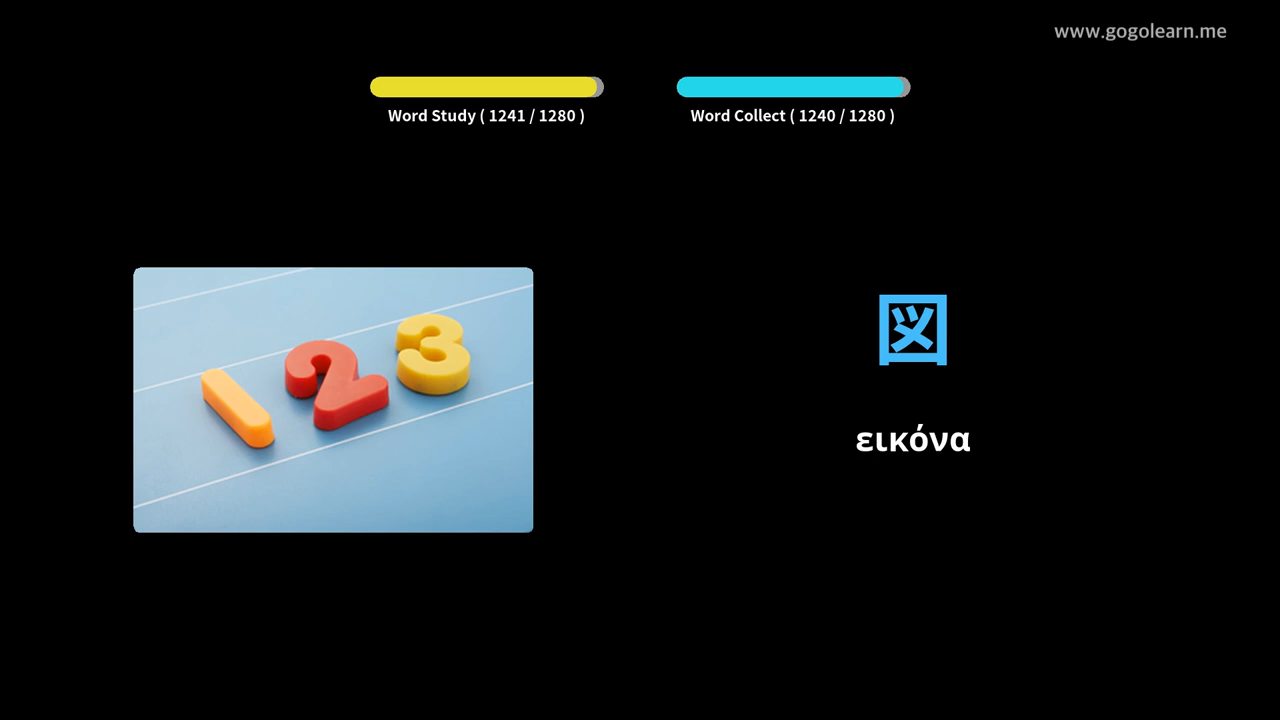 www.gogolearn.me
Word Study ( 1241 / 1280 )
Word Collect ( 1240 / 1280 )
1 2 3
図
εικόνα